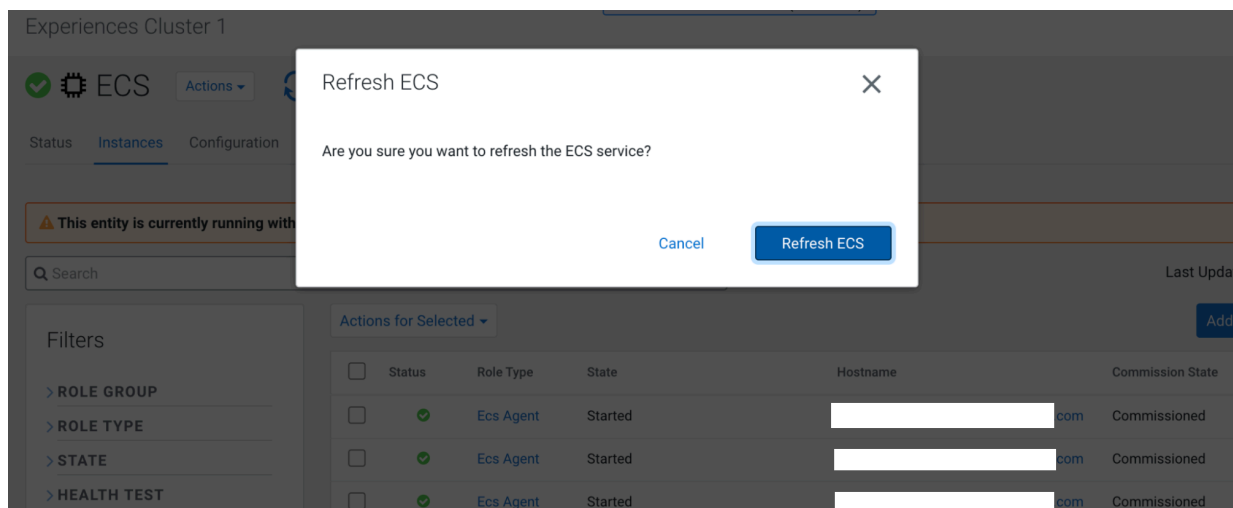 Experiences Cluster 1
ECS Actions
Status Instances Configuration
This entity is currently running with
Search
Last Upda
Filters
ROLE GROUP
ROLE TYPE
STATE
HEALTH TEST
Refresh ECS
Are you sure you want to refresh the ECS service?
Cancel Refresh ECS
Actions for Selected Add
Status Role Type State Hostname Commission State
Ecs Agent Started com Commissioned
Ecs Agent Started com Commissioned
Ecs Agent Started com Commissioned